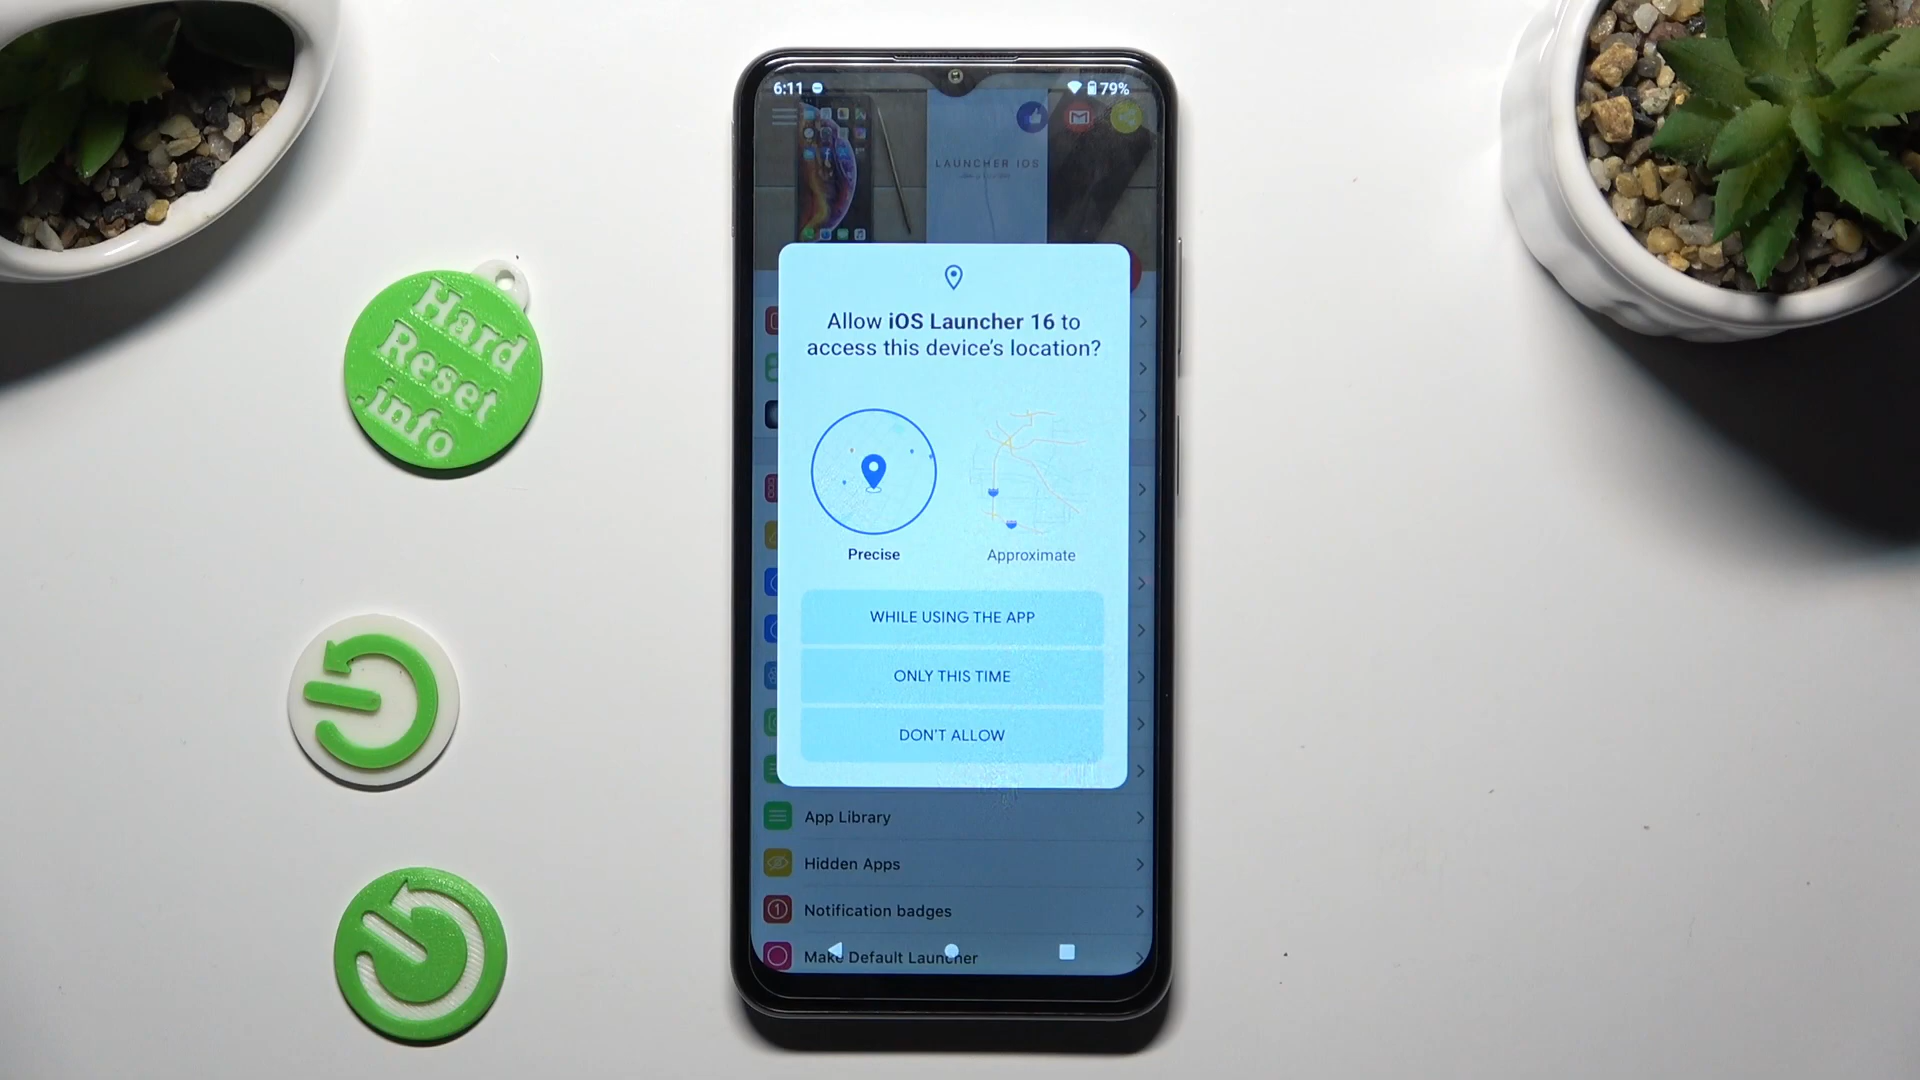 Hard
Reset
.info
6:11
79%
LAUNCHER IOS
Allow iOS Launcher 16 to
access this device's location?
Precise
Approximate
WHILE USING THE APP
ONLY THIS TIME
DON'T ALLOW
App Library
Hidden Apps
1
Notification badges
Make Default Launcher